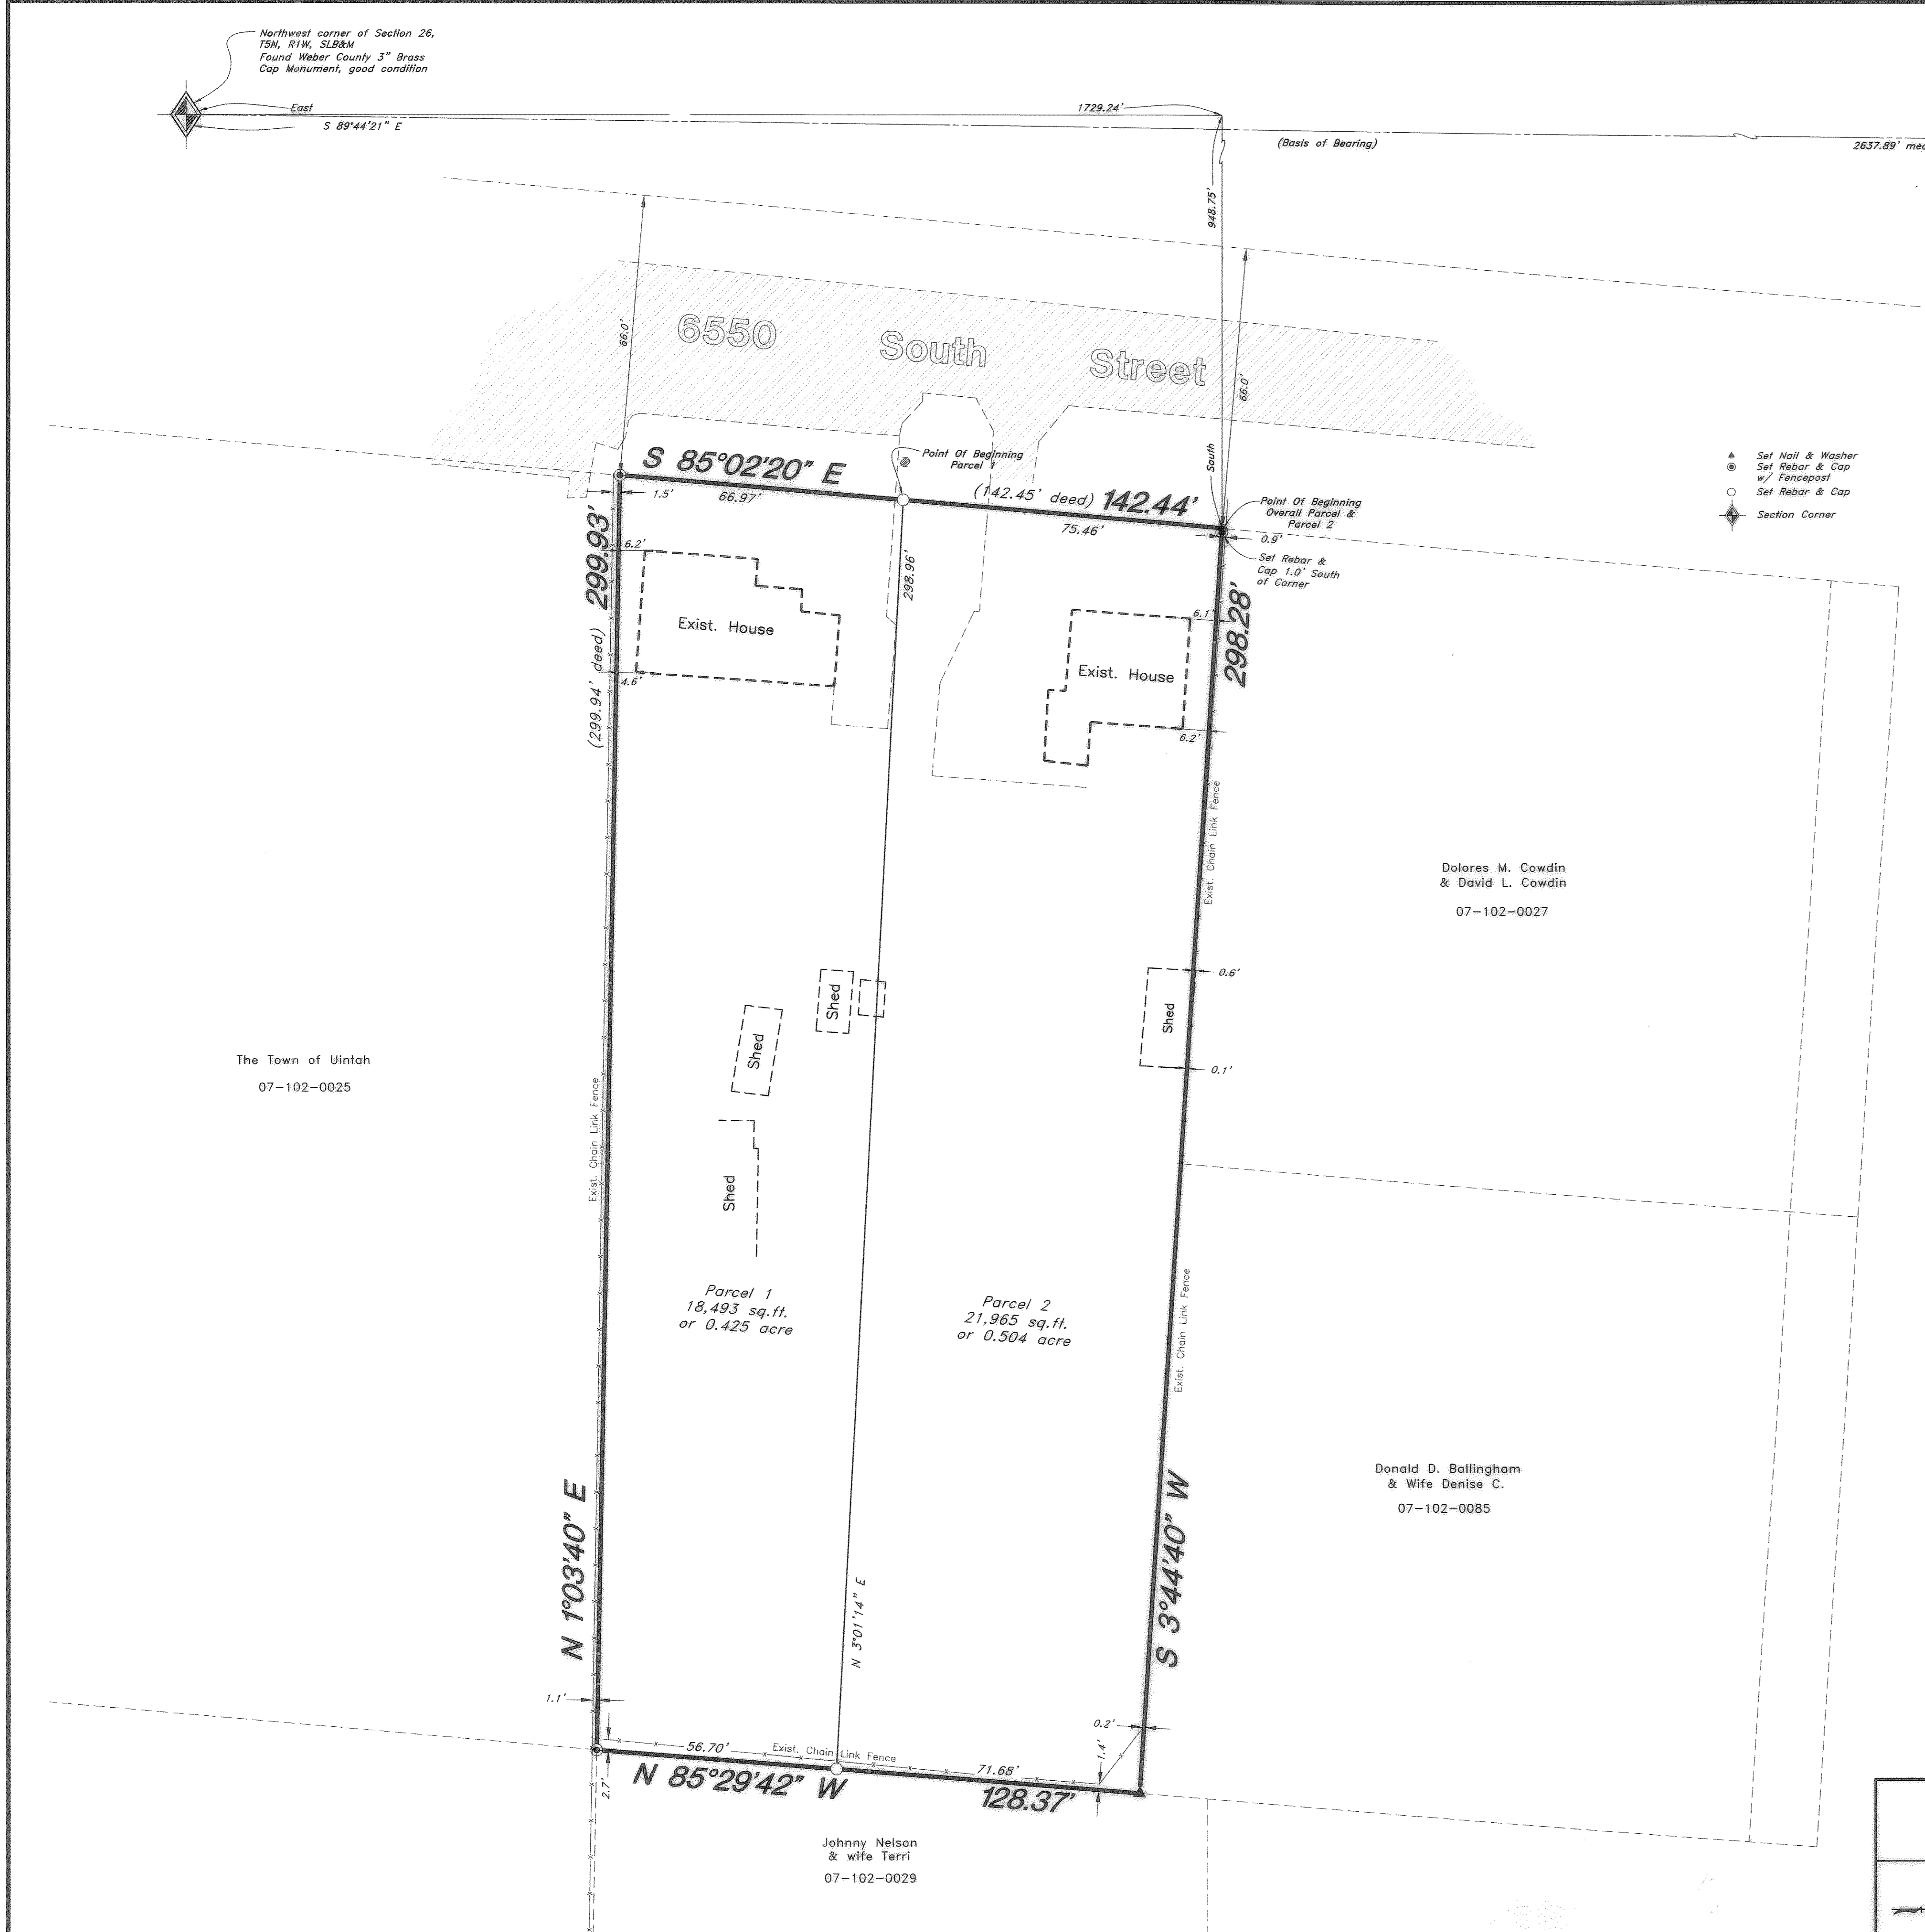 Northwest corner of Section 26,
T5N, R1W, SLB&M
Found Weber County 3" Brass
Cap Monument, good condition
East
1729.24'
S 89°44'21" E
(Basis of Bearing)
2637.89'
948.75'
66.0'
6550 South Street
66.0'
South
S 85°02'20" E
Point Of Beginning
Parcel 1
1.5'
66.97'
(142.45' deed) 142.44'
75.46'
Point Of Beginning
Overall Parcel &
Parcel 2
0.9'
Set Rebar &
Cap 1.0' South
of Corner
Set Nail & Washer
Set Rebar & Cap
w/ Fencepost
Set Rebar & Cap
Section Corner
299.93'
(299.94' deed)
6.2'
Exist. House
4.6'
298.96'
6.1'
Exist. House
6.2'
298.28'
Exist. Chain Link Fence
Dolores M. Cowdin
& David L. Cowdin
07-102-0027
0.6'
Shed
0.1'
Shed
Shed
Shed
The Town of Uintah
07-102-0025
Exist. Chain Link Fence
Parcel 1
18,493 sq.ft.
or 0.425 acre
Parcel 2
21,965 sq.ft.
or 0.504 acre
Exist. Chain Link Fence
Donald D. Ballingham
& Wife Denise C.
07-102-0085
N 1°03'40" E
N 3°01'14" E
S 3°44'40" W
1.1'
0.2'
1.4'
56.70'
Exist. Chain Link Fence
71.68'
2.7'
N 85°29'42" W
128.37'
Johnny Nelson
& wife Terri
07-102-0029